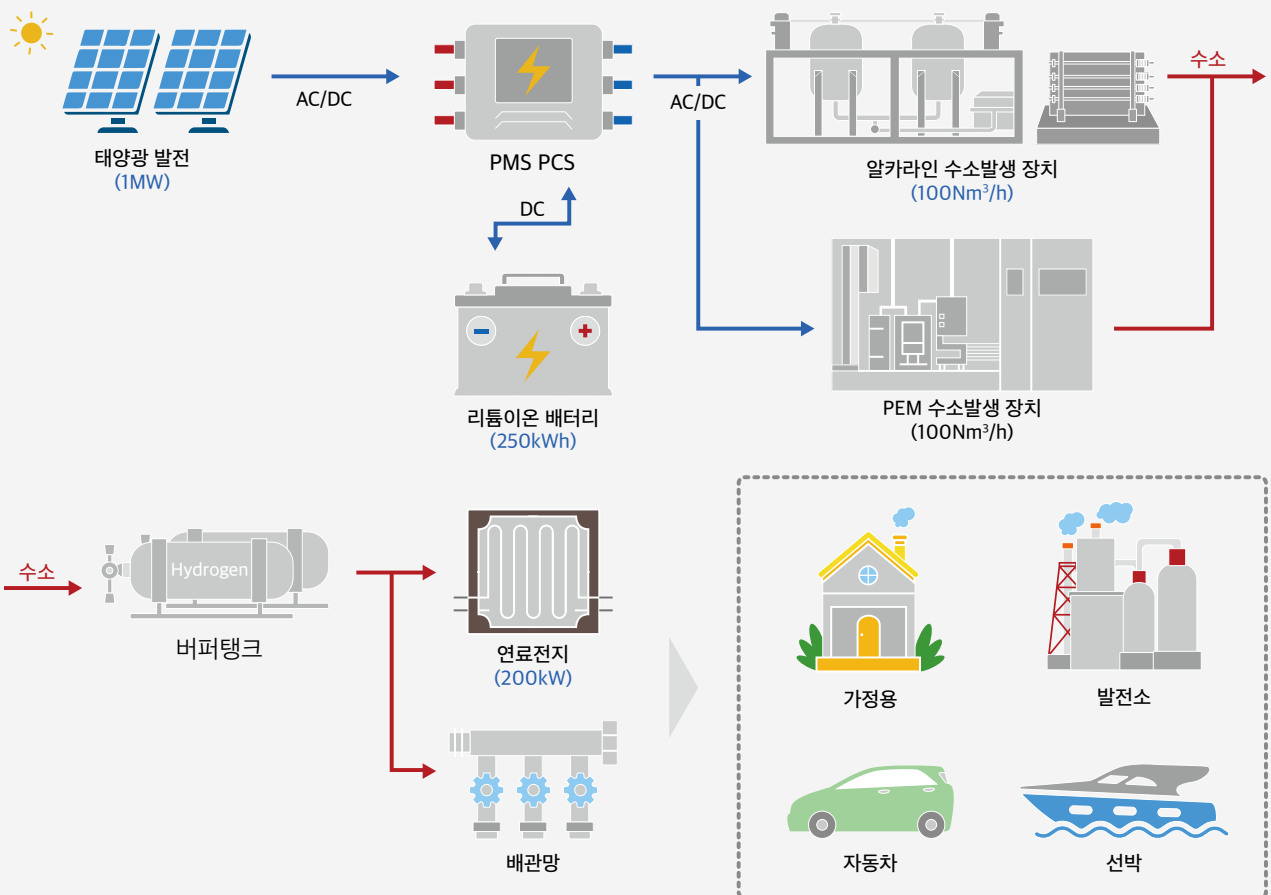 AC/DC
태양광 발전
(1MW)
PMS PCS
DC
리튬이온 배터리
(250kWh)
AC/DC
알카라인 수소발생 장치
(100Nm³/h)
PEM 수소발생 장치
(100Nm³/h)
수소
수소
Hydrogen
버퍼탱크
연료전지
(200kW)
배관망
가정용
발전소
자동차
선박